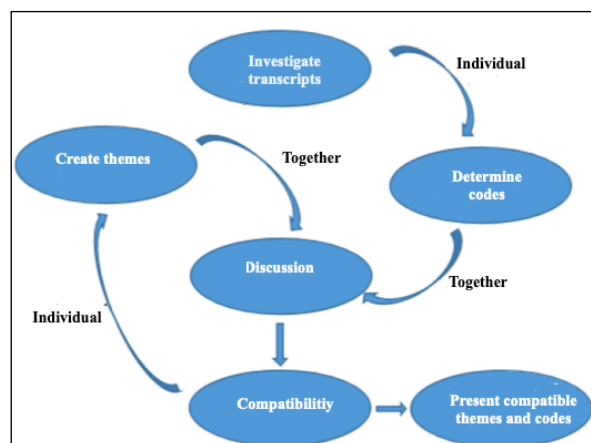 Investigate
transcripts
Individual
Create themes
Together
Determine
codes
Discussion
Together
Individual
Compatibilitiy
Present compatible
themes and codes